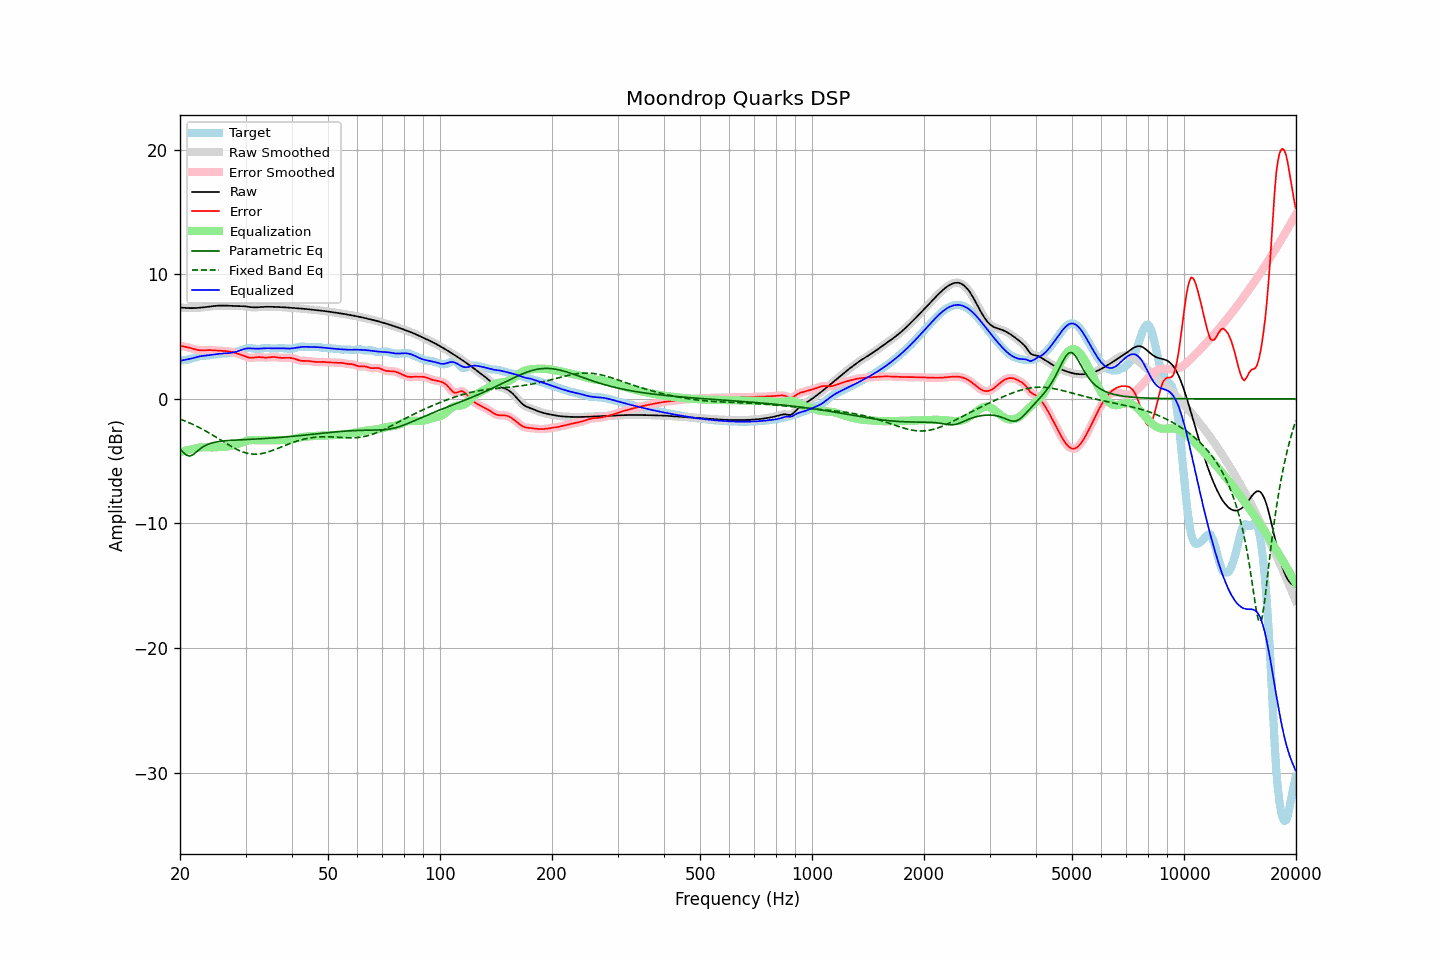 Moondrop Quarks DSP
Target
Raw Smoothed
Error Smoothed
Raw
Error
Equalization
Parametric Eq
Fixed Band Eq
Equalized
Amplitude (dBr)
20
10
0
−10
−20
−30
20 50 100 200 500 1000 2000 5000 10000 20000
Frequency (Hz)